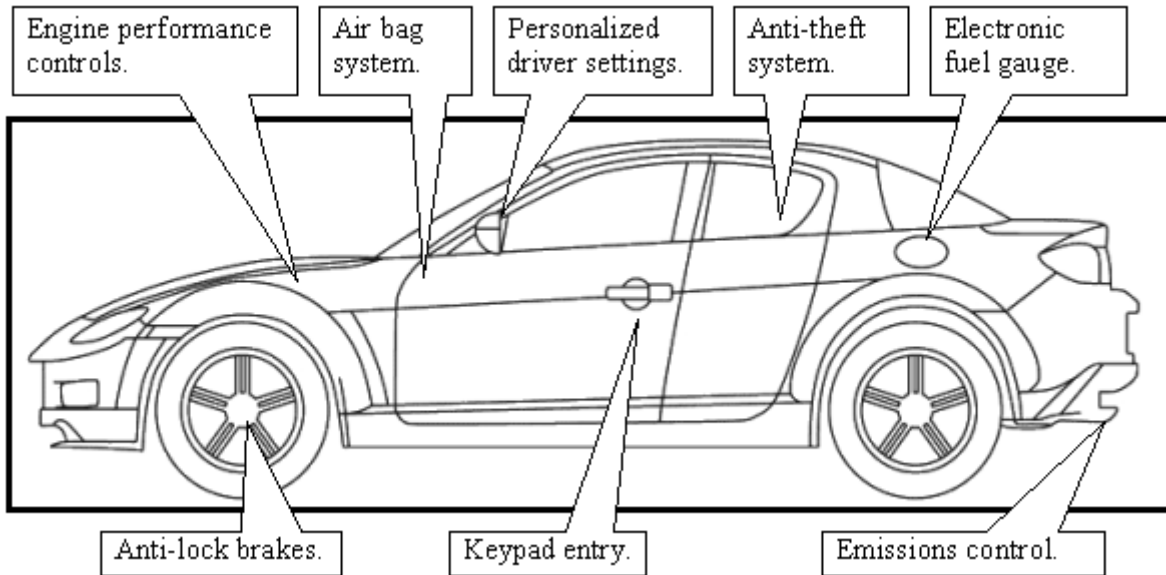 Engine performance
controls.
Air bag
system.
Personalized
driver settings.
Anti-theft
system.
Electronic
fuel gauge.
Anti-lock brakes.
Keypad entry.
Emissions control.